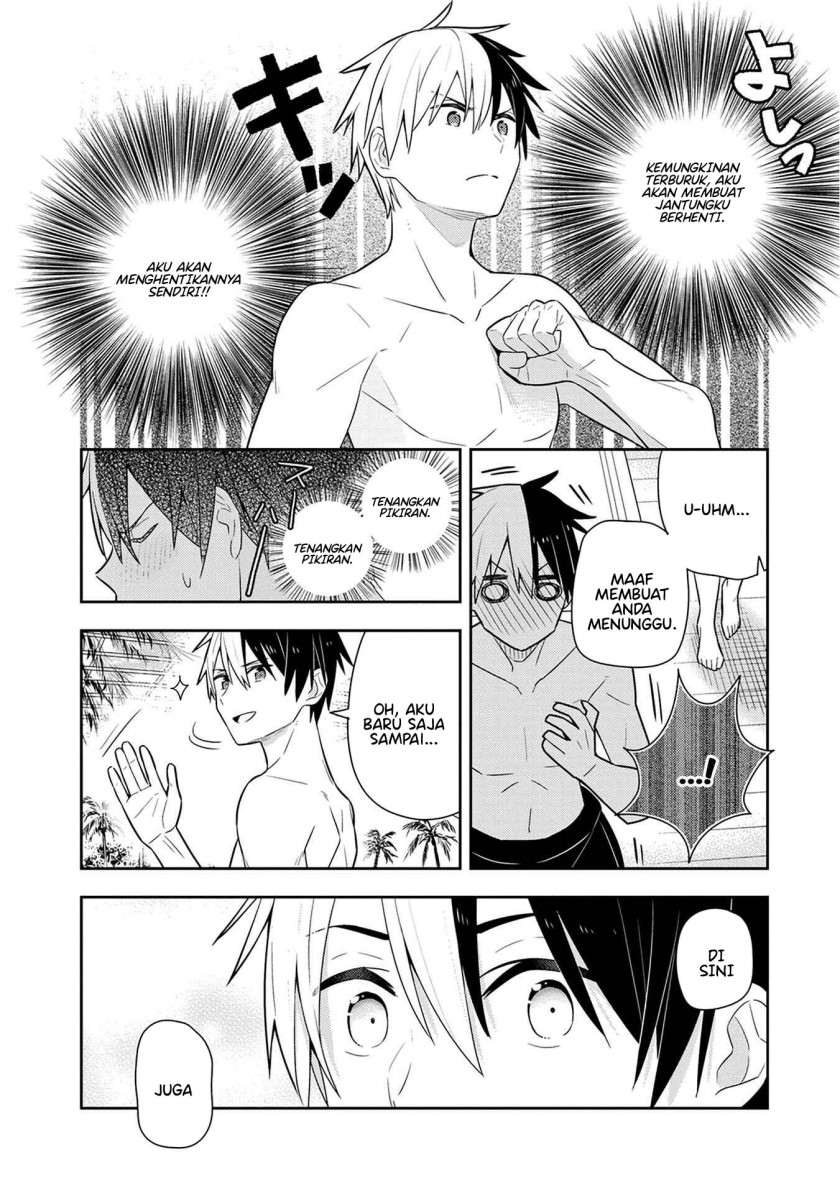 よしっ
KEMUNGKINAN
TERBURUK, AKU
AKAN MEMBUAT
JANTUNGKU
BERHENTI.
キッ
AKU AKAN
MENGHENTIKANNYA
SENDIRI!!
U-UHM...
MAAF
MEMBUAT
ANDA
MENUNGGU.
....!
TENANGKAN
PIKIRAN.
TENANGKAN
PIKIRAN.
OH, AKU
BARU SAJA
SAMPAI...
DI
SINI
JUGA